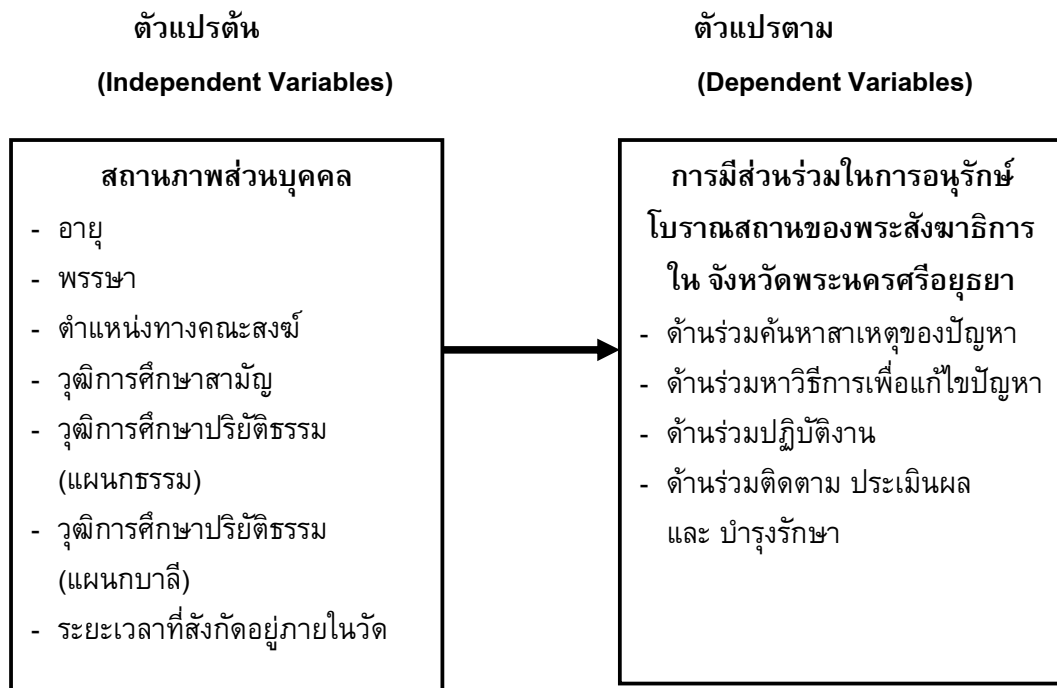 ตัวแปรต้น
(Independent Variables)
สถานภาพส่วนบุคคล
- อายุ
- พรรษา
- ตำแหน่งทางคณะสงฆ์
- วุฒิการศึกษาสามัญ
- วุฒิการศึกษาปริยัติธรรม
(แผนกธรรม)
- วุฒิการศึกษาปริยัติธรรม
(แผนกบาลี)
- ระยะเวลาที่สังกัดอยู่ภายในวัด
ตัวแปรตาม
(Dependent Variables)
การมีส่วนร่วมในการอนุรักษ์
โบราณสถานของพระสังฆาธิการ
ใน จังหวัดพระนครศรีอยุธยา
- ด้านร่วมค้นหาสาเหตุของปัญหา
- ด้านร่วมหาวิธีการเพื่อแก้ไขปัญหา
- ด้านร่วมปฏิบัติงาน
- ด้านร่วมติดตาม ประเมินผล
และ บำรุงรักษา